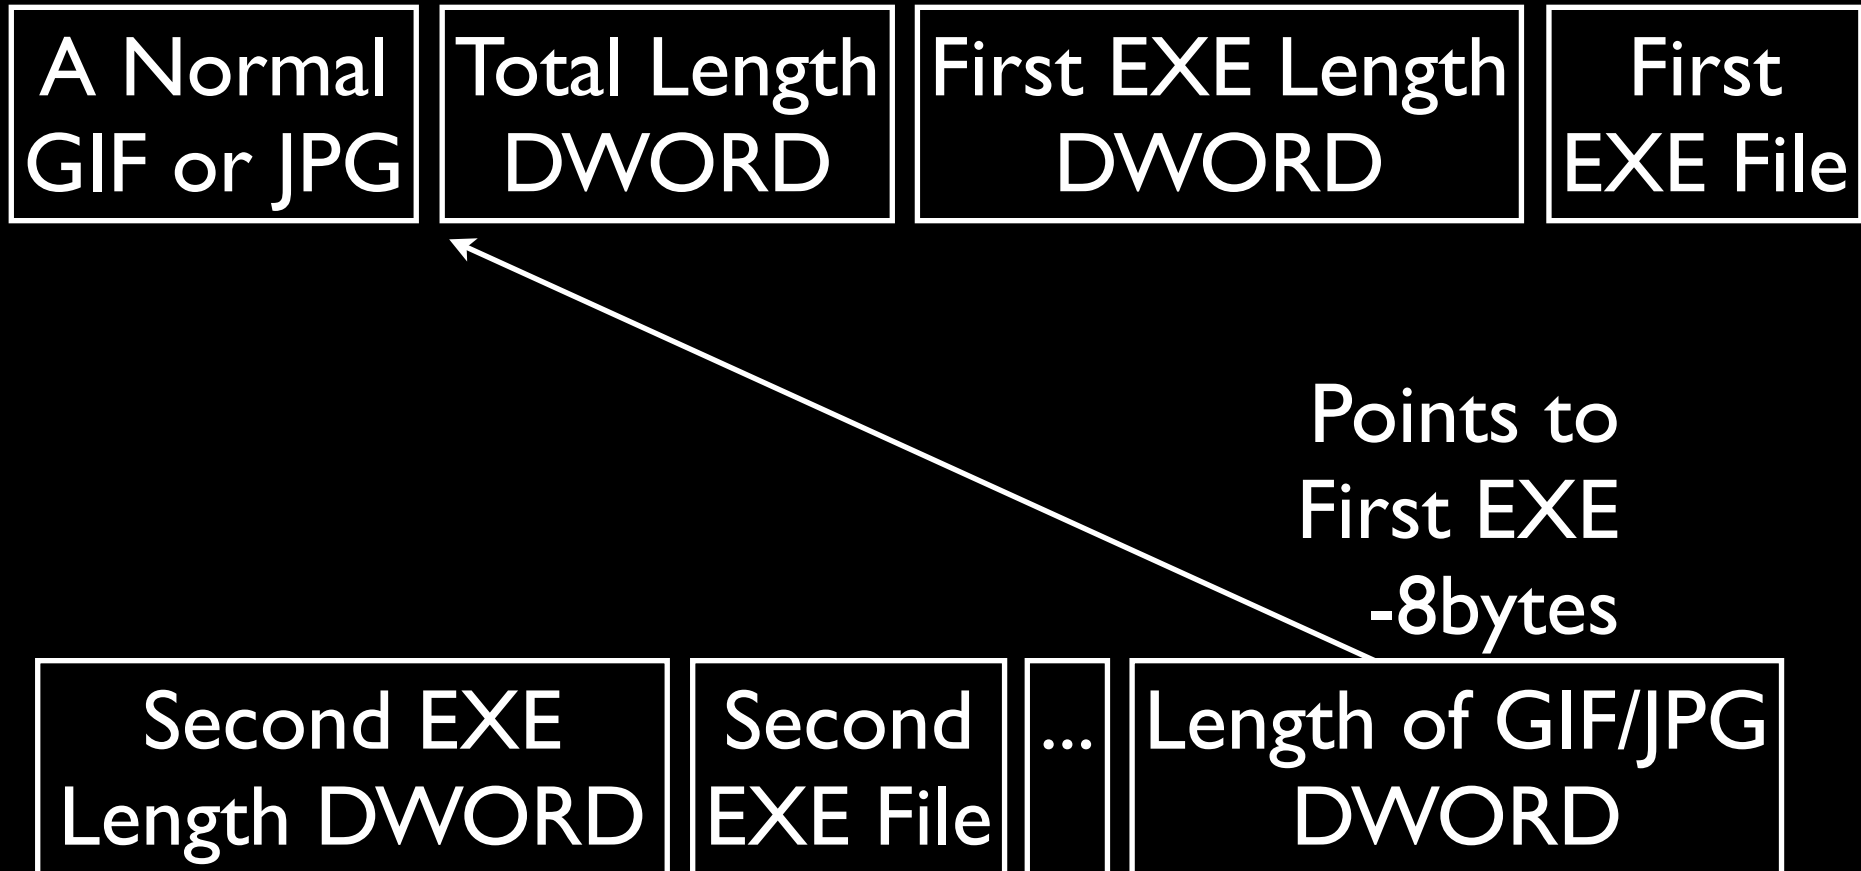 A Normal
GIF or JPG
Total Length
DWORD
First EXE Length
DWORD
First
EXE File
Points to
First EXE
-8bytes
Second EXE
Length DWORD
Second
EXE File
...
Length of GIF/JPG
DWORD